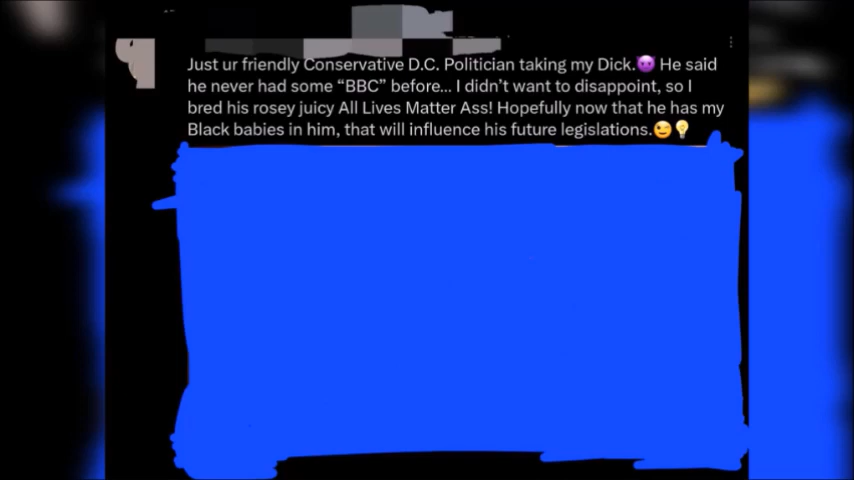 Just ur friendly Conservative D.C. Politician taking my Dick.😈 He said
he never had some “BBC” before... I didn’t want to disappoint, so I
bred his rosey juicy All Lives Matter Ass! Hopefully now that he has my
Black babies in him, that will influence his future legislations.😉💡